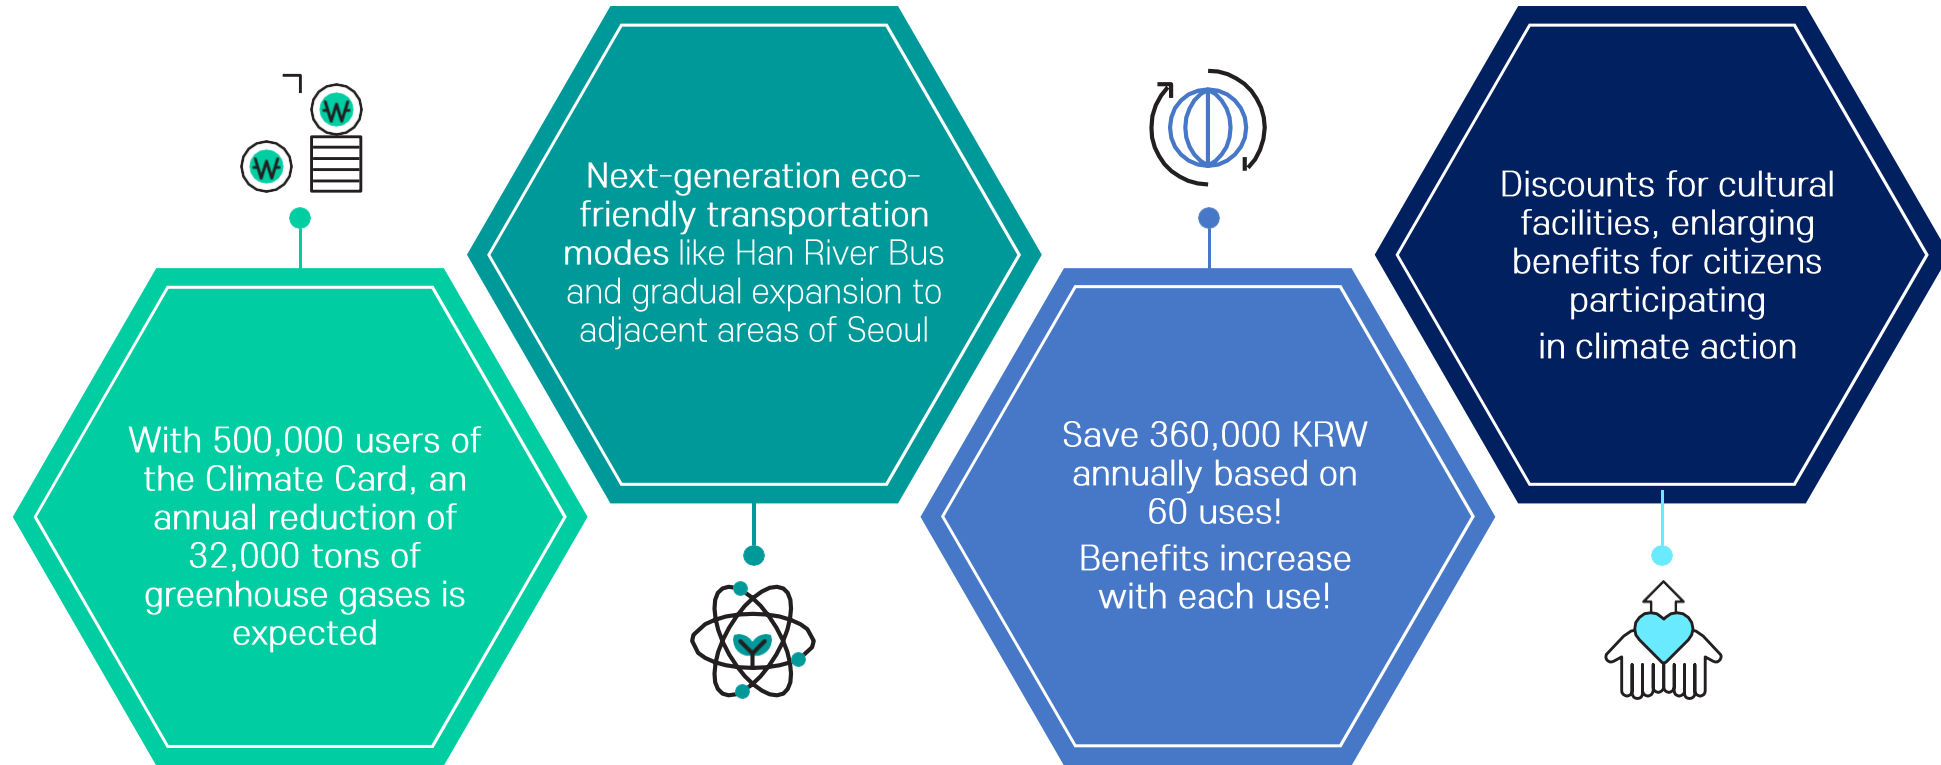 With 500,000 users of
the Climate Card, an
annual reduction of
32,000 tons of
greenhouse gases is
expected
Next-generation eco-
friendly transportation
modes like Han River Bus
and gradual expansion to
adjacent areas of Seoul
Save 360,000 KRW
annually based on
60 uses!
Benefits increase
with each use!
Discounts for cultural
facilities, enlarging
benefits for citizens
participating
in climate action